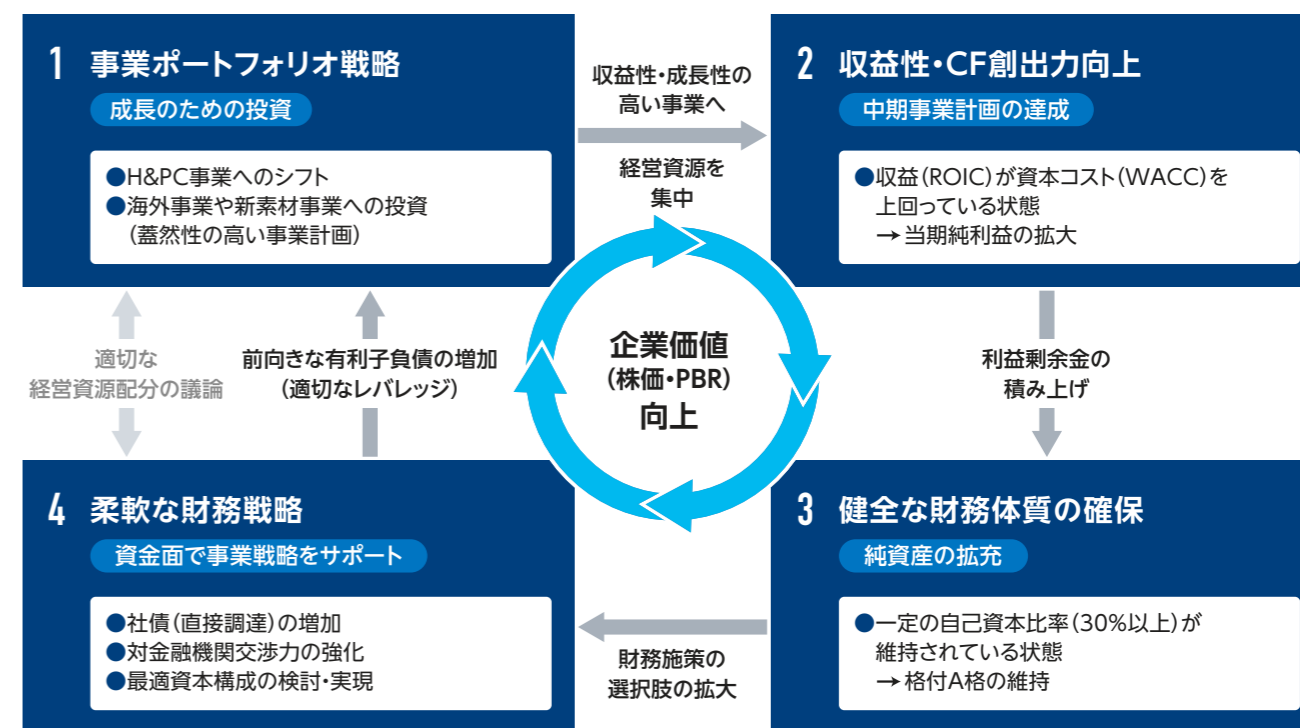 1 事業ポートフォリオ戦略
成長のための投資
●H&PC事業へのシフト
●海外事業や新素材事業への投資
(蓋然性の高い事業計画)
収益性・成長性の
高い事業へ
経営資源を
集中
2 収益性・CF創出力向上
中期事業計画の達成
●収益(ROIC)が資本コスト(WACC)を
上回っている状態
→当期純利益の拡大
適切な
経営資源配分の議論
前向きな有利子負債の増加
(適切なレバレッジ)
企業価値
(株価・PBR)
向上
利益剰余金の
積み上げ
4 柔軟な財務戦略
資金面で事業戦略をサポート
●社債(直接調達)の増加
●対金融機関交渉力の強化
●最適資本構成の検討・実現
財務施策の
選択肢の拡大
3 健全な財務体質の確保
純資産の拡充
●一定の自己資本比率(30%以上)が
維持されている状態
→格付A格の維持